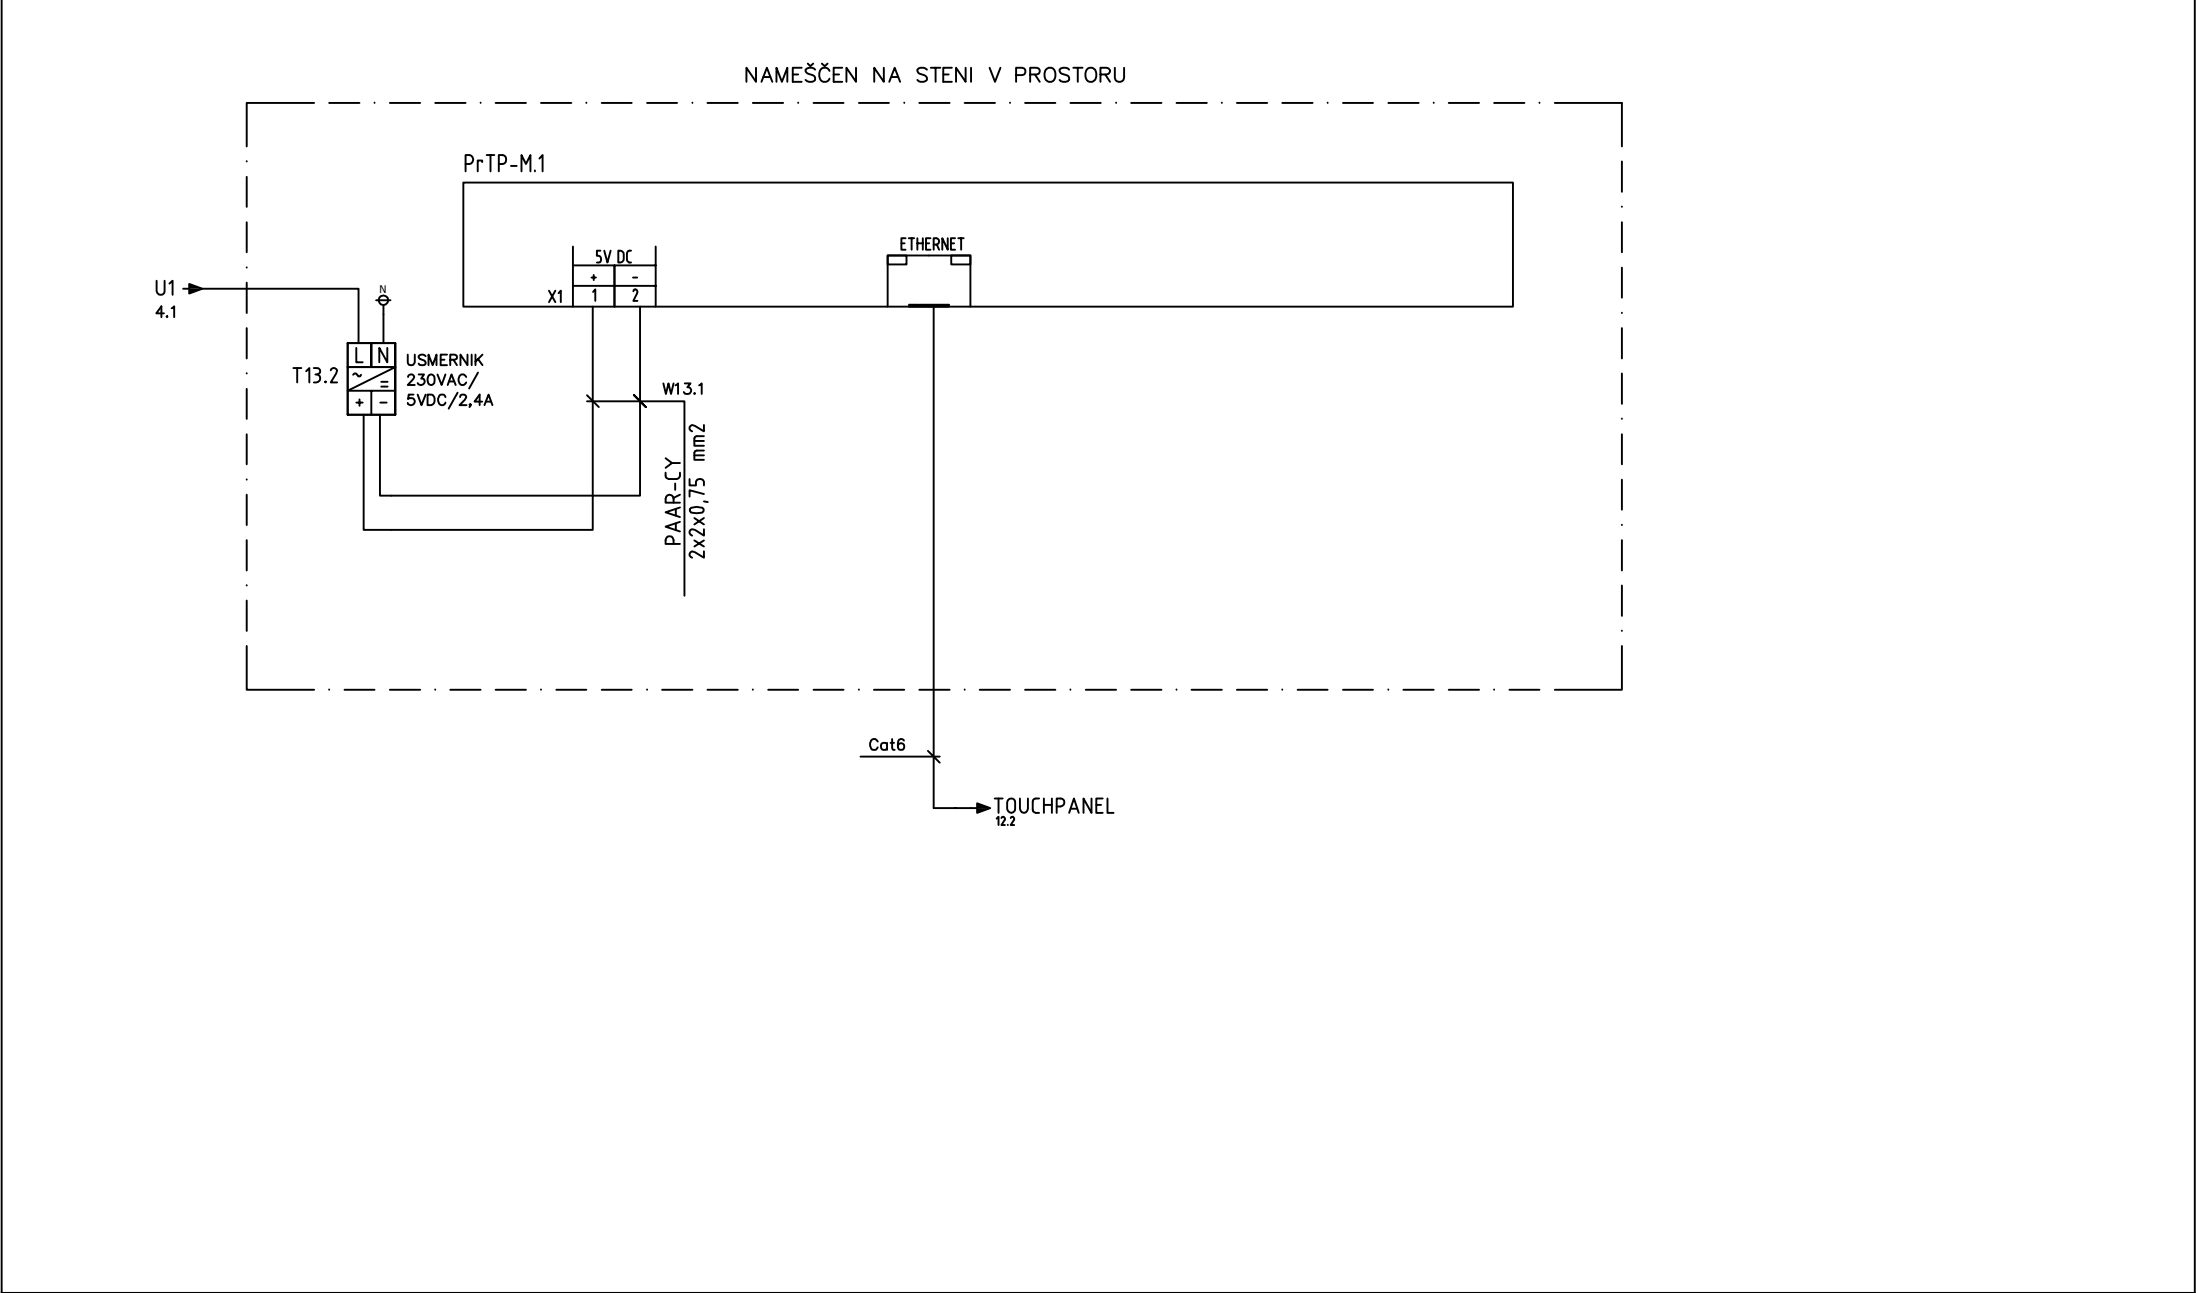 NAMEŠČEN NA STENI V PROSTORU
PrTP-M.1
5V DC
ETHERNET
+ -
X1 1 2
U1
4.1
N
L N
T13.2
~ =
+ -
USMERNIK
230VAC/
5VDC/2,4A
W13.1
PAAR-CY
2x2x0,75 mm2
Cat6
TOUCHPANEL
12.2